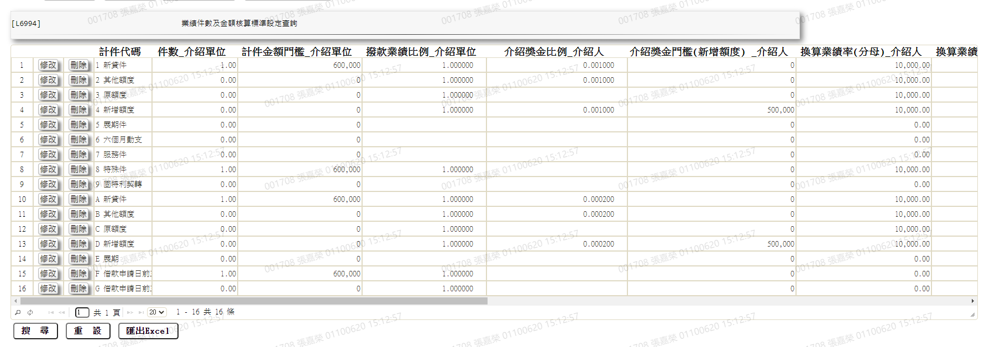 [L6994] 業績件數及金額核算標準設定查詢
計件代碼 件數_介紹單位 計件金額門檻_介紹單位 撥款業績比例_介紹單位 介紹獎金比例_介紹人 介紹獎金門檻(新增額度) _介紹人 換算業績率(分母)_介紹人 換算業績
1 修改 刪除 1 新貸件 1.00 600,000 1.000000 0.001000 0 10,000.00
2 修改 刪除 2 其他額度 0.00 0 1.000000 0.001000 0 10,000.00
3 修改 刪除 3 原額度 0.00 0 1.000000 0 10,000.00
4 修改 刪除 4 新增額度 0.00 0 1.000000 0.001000 500,000 10,000.00
5 修改 刪除 5 展期件 0.00 0 0 0.00
6 修改 刪除 6 六個月動支 0.00 0 0 0.00
7 修改 刪除 7 服務件 0.00 0 0 0.00
8 修改 刪除 8 特殊件 1.00 600,000 1.000000 0 10,000.00
9 修改 刪除 9 固特利契轉 0.00 0 0 0.00
10 修改 刪除 A 新貸件 1.00 600,000 1.000000 0.000200 0 10,000.00
11 修改 刪除 B 其他額度 0.00 0 1.000000 0.000200 0 10,000.00
12 修改 刪除 C 原額度 0.00 0 1.000000 0 10,000.00
13 修改 刪除 D 新增額度 0.00 0 1.000000 0.000200 500,000 10,000.00
14 修改 刪除 E 展期 0.00 0 0 0.00
15 修改 刪除 F 借款申請日前 1.00 600,000 1.000000 0 0.00
16 修改 刪除 G 借款申請日前 0.00 0 1.000000 0 0.00
1 共 1 頁 20 1 - 16 共 16 條
搜 尋 重 設 匯出Excel
001708 張嘉榮 01100620 15:12:57